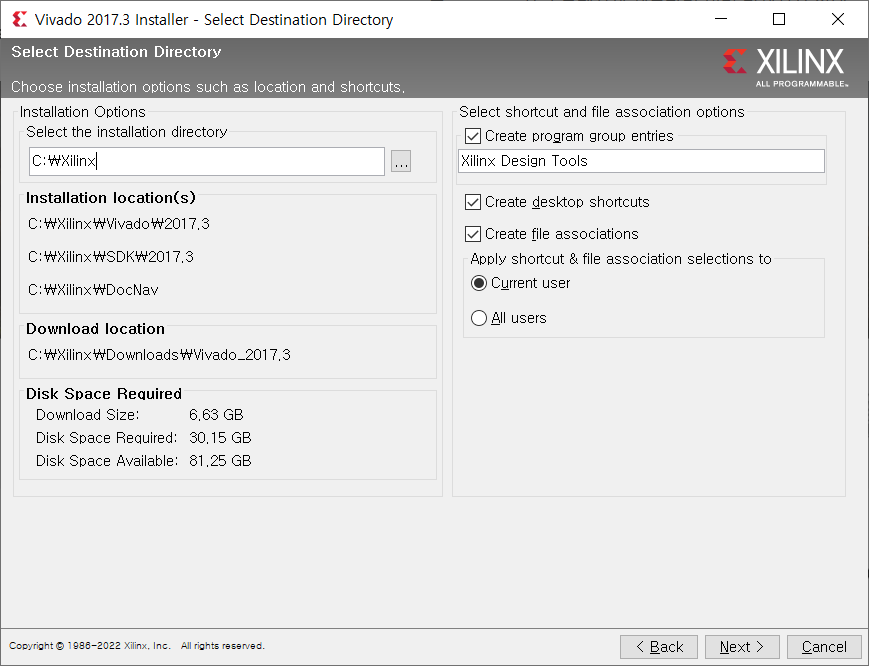 Vivado 2017.3 Installer - Select Destination Directory
Select Destination Directory
Choose installation options such as location and shortcuts.
XILINX
ALL PROGRAMMABLE™
Installation Options
Select the installation directory
C:₩Xilinx
...
Installation location(s)
C:₩Xilinx₩Vivado₩2017.3
C:₩Xilinx₩SDK₩2017.3
C:₩Xilinx₩DocNav
Download location
C:₩Xilinx₩Downloads₩Vivado_2017.3
Disk Space Required
Download Size: 6.63 GB
Disk Space Required: 30.15 GB
Disk Space Available: 81.25 GB
Select shortcut and file association options
Create program group entries
Xilinx Design Tools
Create desktop shortcuts
Create file associations
Apply shortcut & file association selections to
Current user
All users
Copyright © 1986-2022 Xilinx, Inc. All rights reserved.
< Back
Next >
Cancel